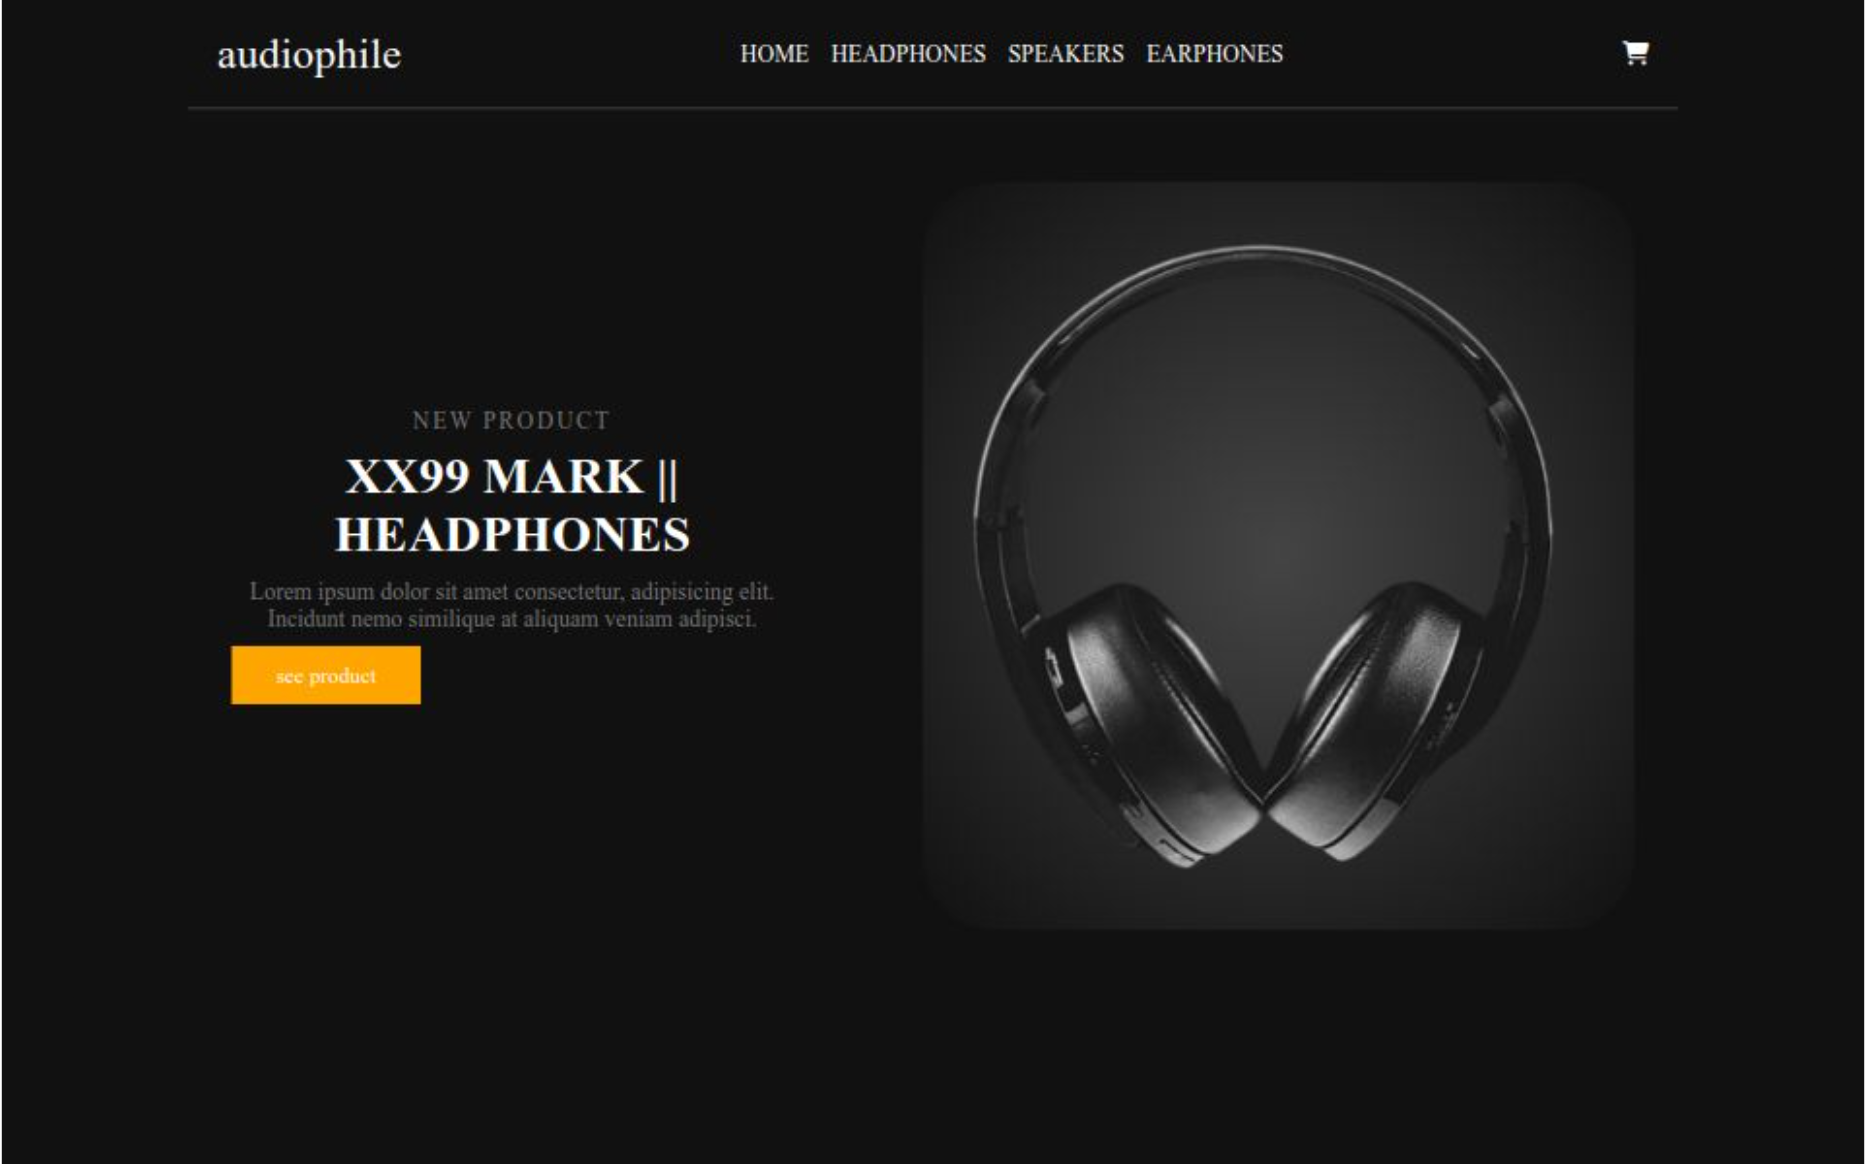 audiophile
HOME HEADPHONES SPEAKERS EARPHONES
NEW PRODUCT
XX99 MARK ||
HEADPHONES
Lorem ipsum dolor sit amet consectetur, adipisicing elit.
Incidunt nemo similique at aliquam veniam adipisci.
see product